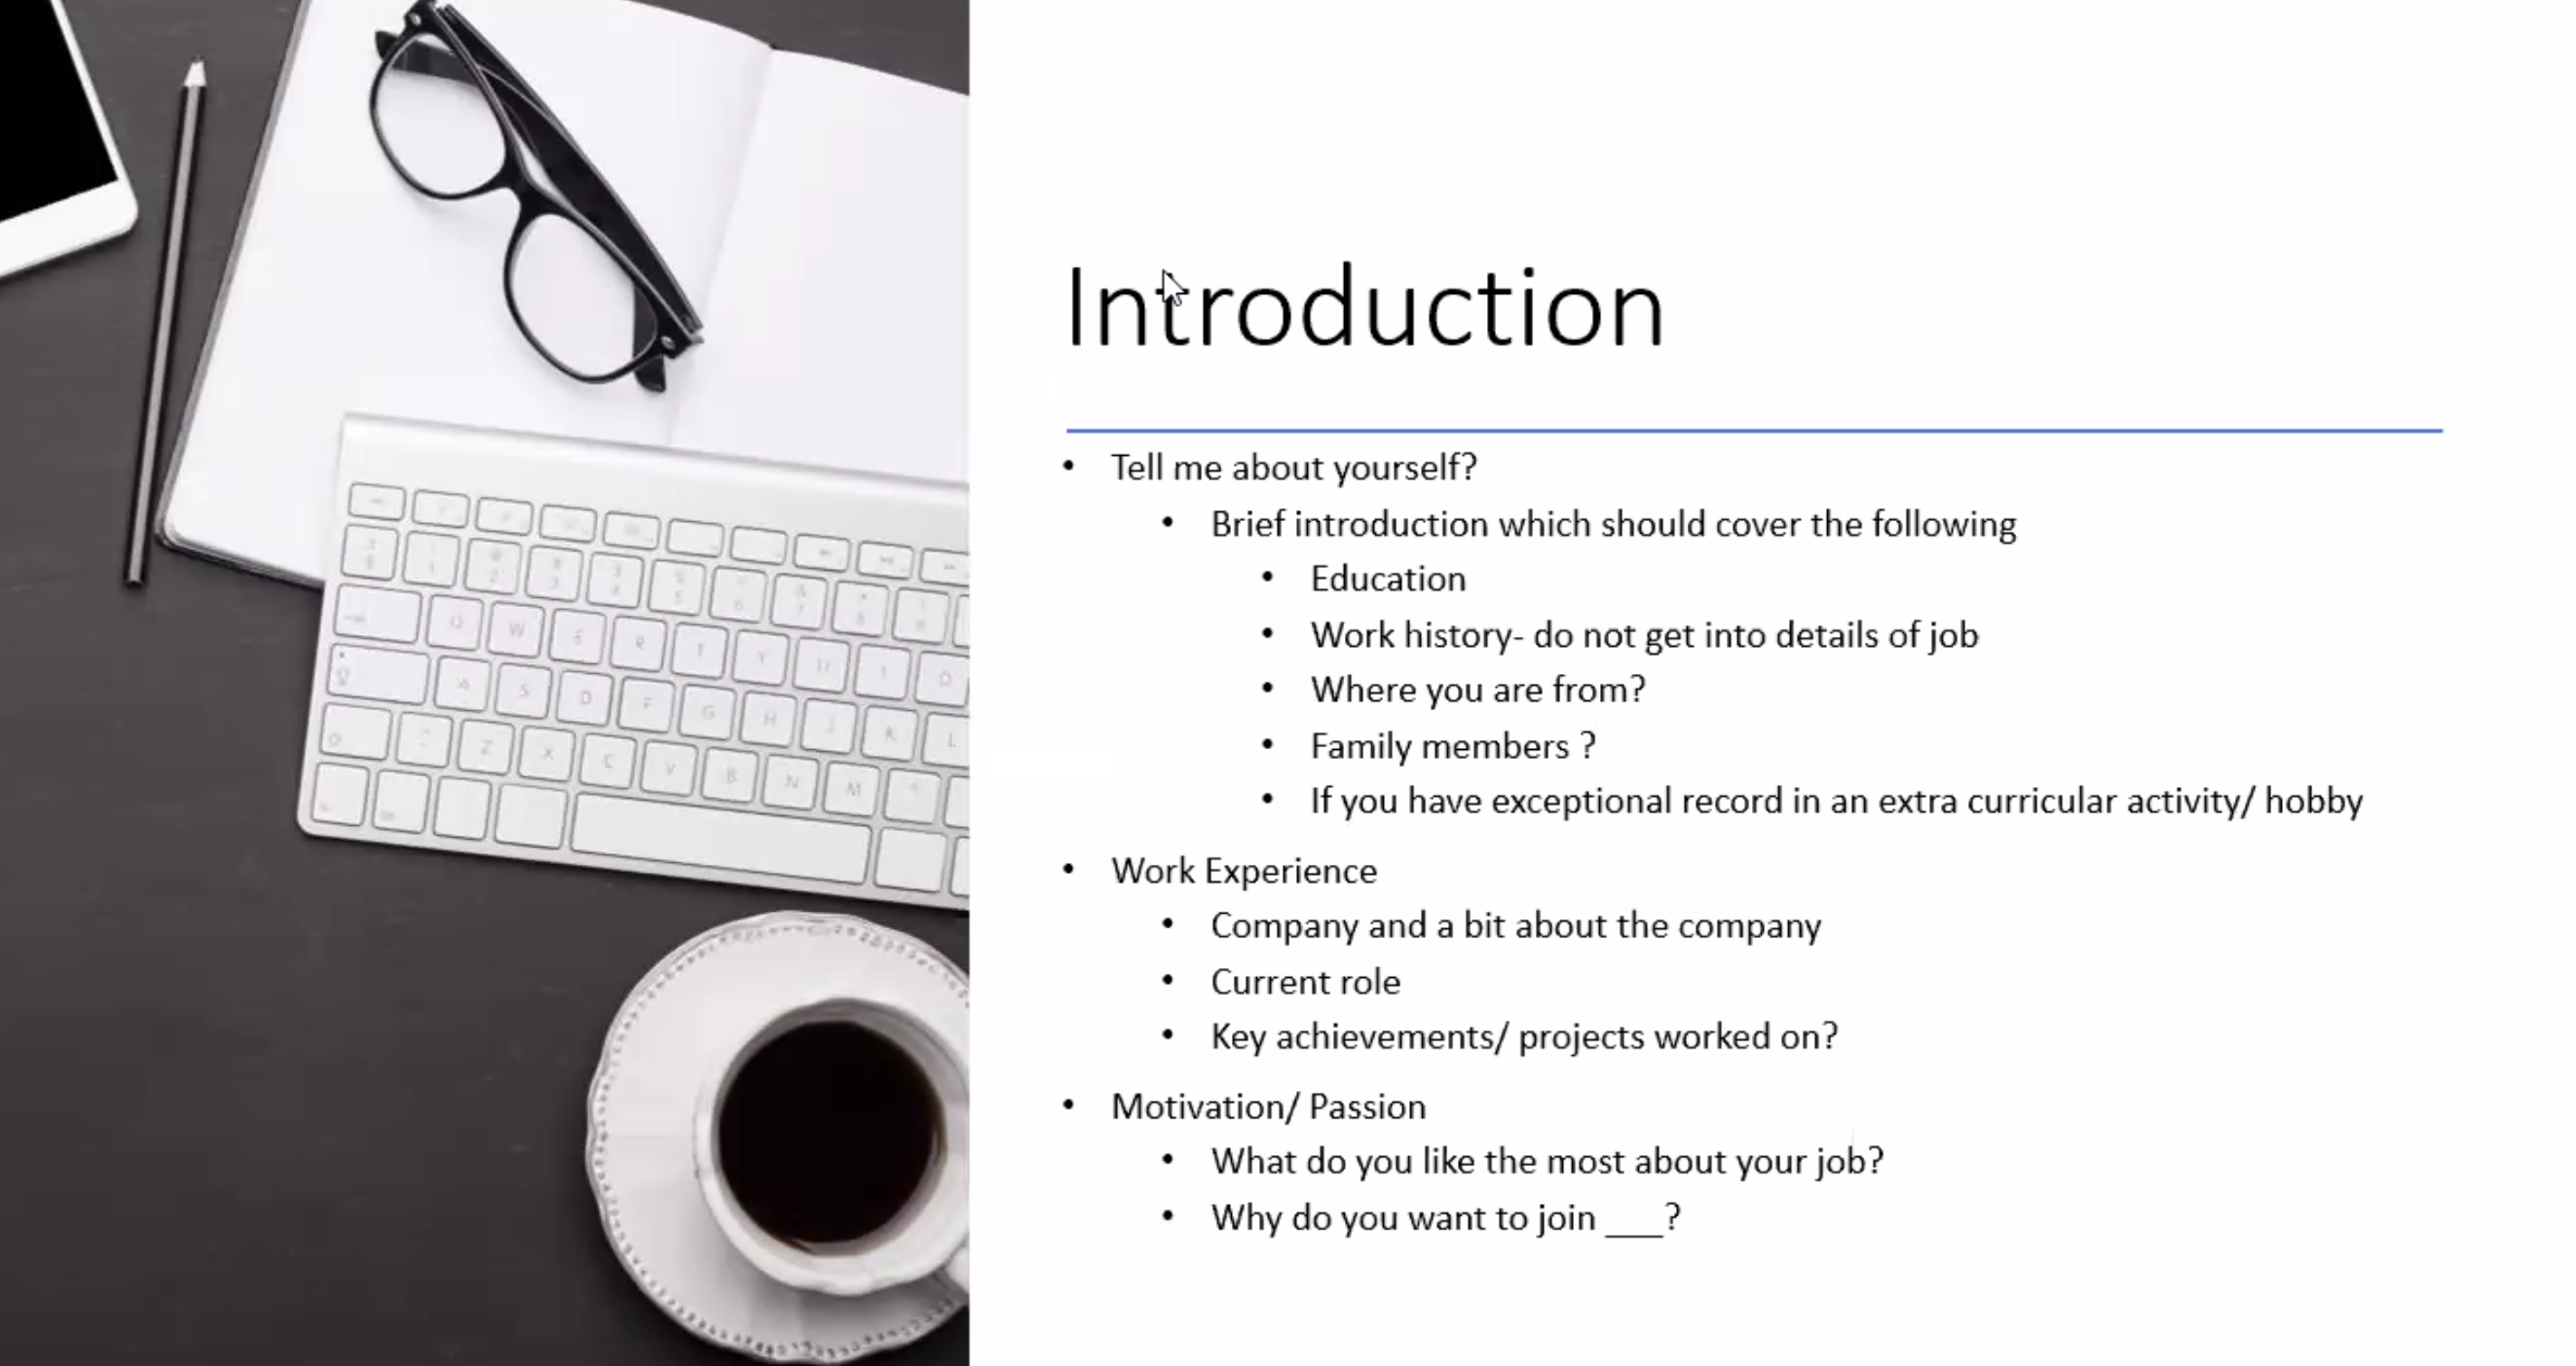 Introduction
• Tell me about yourself?
• Brief introduction which should cover the following
• Education
• Work history- do not get into details of job
• Where you are from?
• Family members ?
• If you have exceptional record in an extra curricular activity/ hobby
• Work Experience
• Company and a bit about the company
• Current role
• Key achievements/ projects worked on?
• Motivation/ Passion
• What do you like the most about your job?
• Why do you want to join ___?